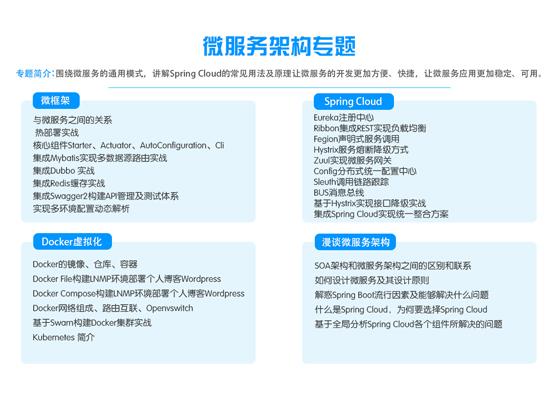 微服务架构专题
专题简介：围绕微服务的通用模式，讲解Spring Cloud的常见用法及原理让微服务的开发更加方便、快捷，让微服务应用更加稳定、可用。
微框架
与微服务之间的关系
热部署实战
核心组件Starter、Actuator、AutoConfiguration、Cli
集成Mybatis实现多数据源路由实战
集成Dubbo 实战
集成Redis缓存实战
集成Swagger2构建API管理及测试体系
实现多环境配置动态解析
Spring Cloud
Eureka注册中心
Ribbon集成REST实现负载均衡
Fegion声明式服务调用
Hystrix服务熔断降级方式
Zuul实现微服务网关
Config分布式统一配置中心
Sleuth调用链路跟踪
BUS消息总线
基于Hystrix实现接口降级实战
集成Spring Cloud实现统一整合方案
Docker虚拟化
Docker的镜像、仓库、容器
Docker File构建LNMP环境部署个人博客Wordpress
Docker Compose构建LNMP环境部署个人博客Wordpress
Docker网络组成、路由互联、Openvswitch
基于Swarn构建Docker集群实战
Kubernetes 简介
漫谈微服务架构
SOA架构和微服务架构之间的区别和联系
如何设计微服务及其设计原则
解惑Spring Boot流行因素及能够解决什么问题
什么是Spring Cloud，为何要选择Spring Cloud
基于全局分析Spring Cloud各个组件所解决的问题